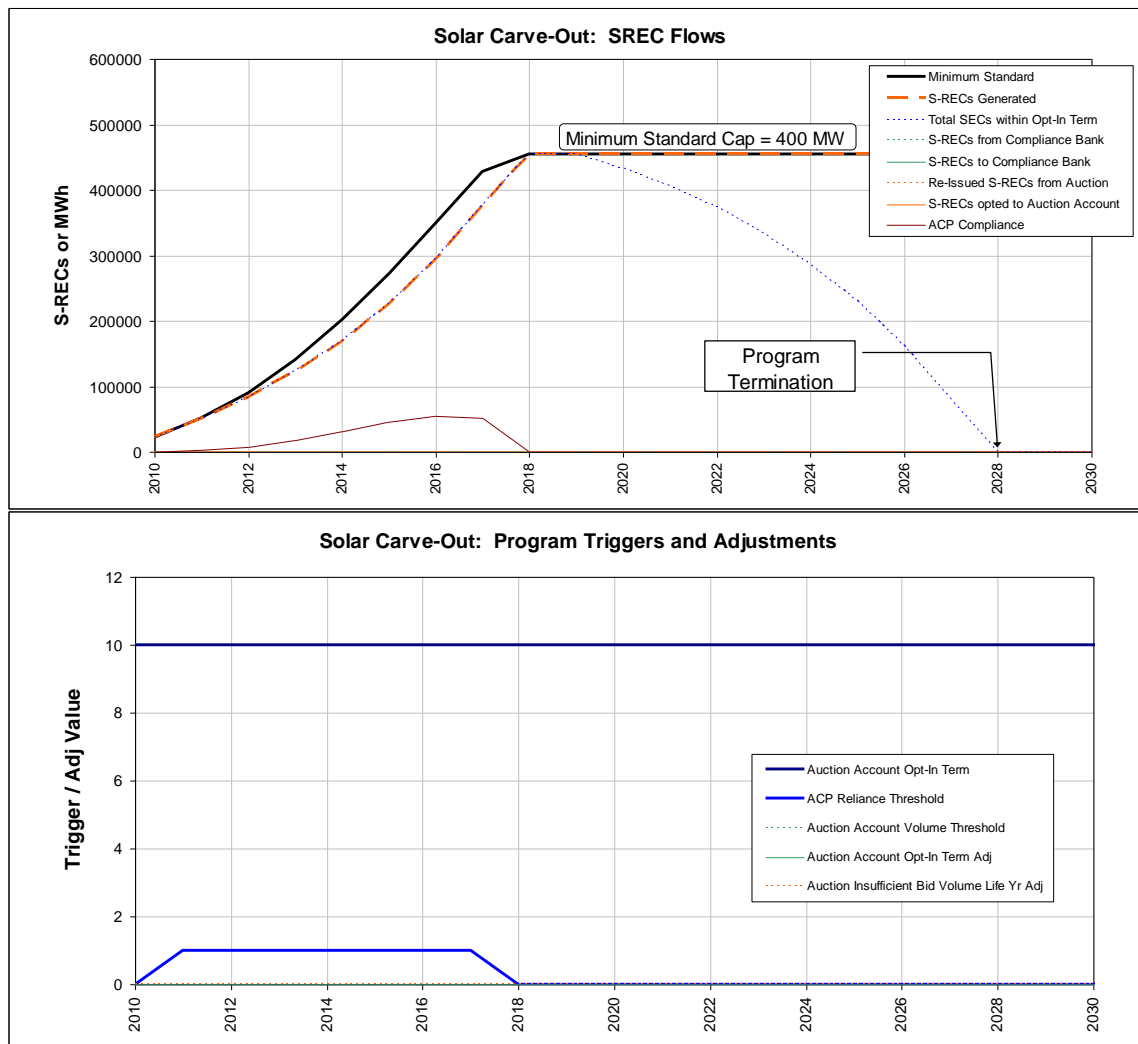 Solar Carve-Out: SREC Flows
600000
500000
400000
300000
200000
100000
0
S-RECs or MWh
Minimum Standard Cap = 400 MW
Minimum Standard
S-RECs Generated
Total SECs within Opt-In Term
S-RECs from Compliance Bank
S-RECs to Compliance Bank
Re-Issued S-RECs from Auction
S-RECs opted to Auction Account
ACP Compliance
Program
Termination
2010
2012
2014
2016
2018
2020
2022
2024
2026
2028
2030
Solar Carve-Out: Program Triggers and Adjustments
12
10
8
6
4
2
0
Trigger / Adj Value
Auction Account Opt-In Term
ACP Reliance Threshold
Auction Account Volume Threshold
Auction Account Opt-In Term Adj
Auction Insufficient Bid Volume Life Yr Adj
2010
2012
2014
2016
2018
2020
2022
2024
2026
2028
2030